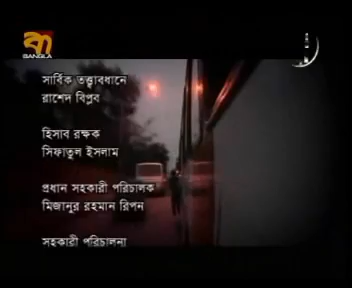 BANGLA
সার্বিক তত্ত্বাবধানে
রাশেদ বিপ্লব
হিসাব রক্ষক
সিফাতুল ইসলাম
প্রধান সহকারী পরিচালক
মিজানুর রহমান রিপন
সহকারী পরিচালনা